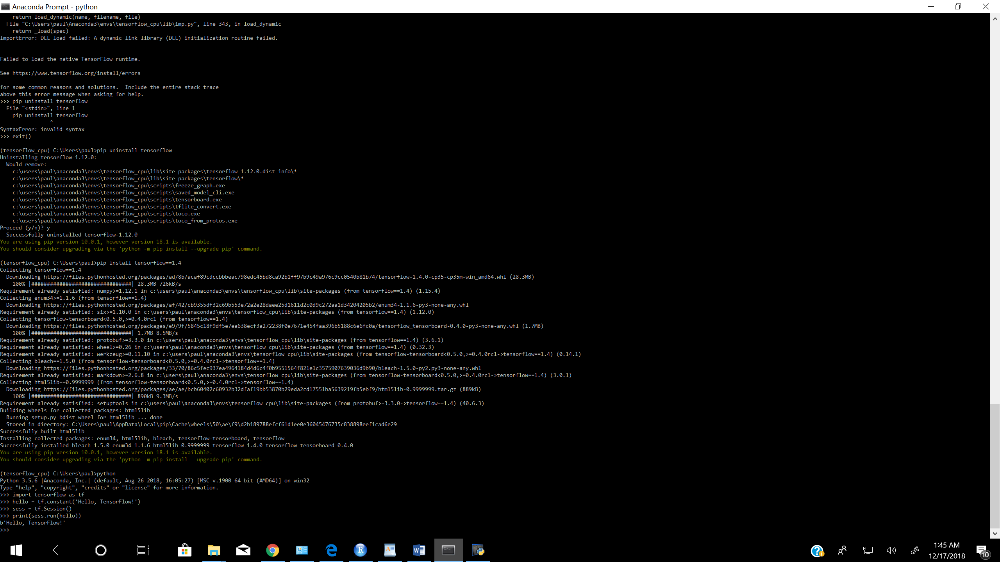 Anaconda Prompt - python
    return load_dynamic(name, filename, file)
  File "C:\Users\paul\Anaconda3\envs\tensorflow_cpu\lib\imp.py", line 343, in load_dynamic
    return _load(spec)
ImportError: DLL load failed: A dynamic link library (DLL) initialization routine failed.
Failed to load the native TensorFlow runtime.
See https://www.tensorflow.org/install/errors
for some common reasons and solutions.  Include the entire stack trace
above this error message when asking for help.
>>> pip uninstall tensorflow
  File "<stdin>", line 1
    pip uninstall tensorflow
                ^
SyntaxError: invalid syntax
>>> exit()
(tensorflow_cpu) C:\Users\paul>pip uninstall tensorflow
Uninstalling tensorflow-1.12.0:
  Would remove:
    c:\users\paul\anaconda3\envs\tensorflow_cpu\lib\site-packages\tensorflow-1.12.0.dist-info\*
    c:\users\paul\anaconda3\envs\tensorflow_cpu\lib\site-packages\tensorflow\*
    c:\users\paul\anaconda3\envs\tensorflow_cpu\scripts\freeze_graph.exe
    c:\users\paul\anaconda3\envs\tensorflow_cpu\scripts\saved_model_cli.exe
    c:\users\paul\anaconda3\envs\tensorflow_cpu\scripts\tensorboard.exe
    c:\users\paul\anaconda3\envs\tensorflow_cpu\scripts\tflite_convert.exe
    c:\users\paul\anaconda3\envs\tensorflow_cpu\scripts\toco.exe
    c:\users\paul\anaconda3\envs\tensorflow_cpu\scripts\toco_from_protos.exe
Proceed (y/n)? y
  Successfully uninstalled tensorflow-1.12.0
You are using pip version 10.0.1, however version 18.1 is available.
You should consider upgrading via the 'python -m pip install --upgrade pip' command.
(tensorflow_cpu) C:\Users\paul>pip install tensorflow==1.4
Collecting tensorflow==1.4
  Downloading https://files.pythonhosted.org/packages/ad/8b/acaf89cdccbbbeac798edc45bd8ca92b1ff97b9c49a976c9cc0540b81b74/tensorflow-1.4.0-cp35-cp35m-win_amd64.whl (28.3MB)
    100% |################################| 28.3MB 726kB/s
Requirement already satisfied: numpy>=1.12.1 in c:\users\paul\anaconda3\envs\tensorflow_cpu\lib\site-packages (from tensorflow==1.4) (1.15.4)
Collecting enum34>=1.1.6 (from tensorflow==1.4)
  Downloading https://files.pythonhosted.org/packages/af/42/cb9355df32c69b553e72a2e28daee25d1611d2c0d9c272aa1d34204205b2/enum34-1.1.6-py3-none-any.whl
Requirement already satisfied: six>=1.10.0 in c:\users\paul\anaconda3\envs\tensorflow_cpu\lib\site-packages (from tensorflow==1.4) (1.12.0)
Collecting tensorflow-tensorboard<0.5.0,>=0.4.0rc1 (from tensorflow==1.4)
  Downloading https://files.pythonhosted.org/packages/e9/9f/5845c18f9df5e7ea638ecf3a272238f0e7671e454faa396b5188c6e6fc0a/tensorflow_tensorboard-0.4.0-py3-none-any.whl (1.7MB)
    100% |################################| 1.7MB 8.5MB/s
Requirement already satisfied: protobuf>=3.3.0 in c:\users\paul\anaconda3\envs\tensorflow_cpu\lib\site-packages (from tensorflow==1.4) (3.6.1)
Requirement already satisfied: wheel>=0.26 in c:\users\paul\anaconda3\envs\tensorflow_cpu\lib\site-packages (from tensorflow==1.4) (0.32.3)
Requirement already satisfied: werkzeug>=0.11.10 in c:\users\paul\anaconda3\envs\tensorflow_cpu\lib\site-packages (from tensorflow-tensorboard<0.5.0,>=0.4.0rc1->tensorflow==1.4) (0.14.1)
Collecting bleach==1.5.0 (from tensorflow-tensorboard<0.5.0,>=0.4.0rc1->tensorflow==1.4)
  Downloading https://files.pythonhosted.org/packages/33/70/86c5fec937ea4964184d4d6c4f0b9551564f821e1c3575907639036d9b90/bleach-1.5.0-py2.py3-none-any.whl
Requirement already satisfied: markdown>=2.6.8 in c:\users\paul\anaconda3\envs\tensorflow_cpu\lib\site-packages (from tensorflow-tensorboard<0.5.0,>=0.4.0rc1->tensorflow==1.4) (3.0.1)
Collecting html5lib==0.9999999 (from tensorflow-tensorboard<0.5.0,>=0.4.0rc1->tensorflow==1.4)
  Downloading https://files.pythonhosted.org/packages/ae/ae/bcb60402c60932b32dfaf19bb53870b29eda2cd17551ba5639219fb5ebf9/html5lib-0.9999999.tar.gz (889kB)
    100% |################################| 890kB 9.3MB/s
Requirement already satisfied: setuptools in c:\users\paul\anaconda3\envs\tensorflow_cpu\lib\site-packages (from protobuf>=3.3.0->tensorflow==1.4) (40.6.3)
Building wheels for collected packages: html5lib
  Running setup.py bdist_wheel for html5lib ... done
  Stored in directory: C:\Users\paul\AppData\Local\pip\Cache\wheels\50\ae\f9\d2b189788efcf61d1ee0e36045476735c838898eef1cad6e29
Successfully built html5lib
Installing collected packages: enum34, html5lib, bleach, tensorflow-tensorboard, tensorflow
Successfully installed bleach-1.5.0 enum34-1.1.6 html5lib-0.9999999 tensorflow-1.4.0 tensorflow-tensorboard-0.4.0
You are using pip version 10.0.1, however version 18.1 is available.
You should consider upgrading via the 'python -m pip install --upgrade pip' command.
(tensorflow_cpu) C:\Users\paul>python
Python 3.5.6 |Anaconda, Inc.| (default, Aug 26 2018, 16:05:27) [MSC v.1900 64 bit (AMD64)] on win32
Type "help", "copyright", "credits" or "license" for more information.
>>> import tensorflow as tf
>>> hello = tf.constant('Hello, TensorFlow!')
>>> sess = tf.Session()
>>> print(sess.run(hello))
b'Hello, TensorFlow!'
>>>
1:45 AM
12/17/2018
10